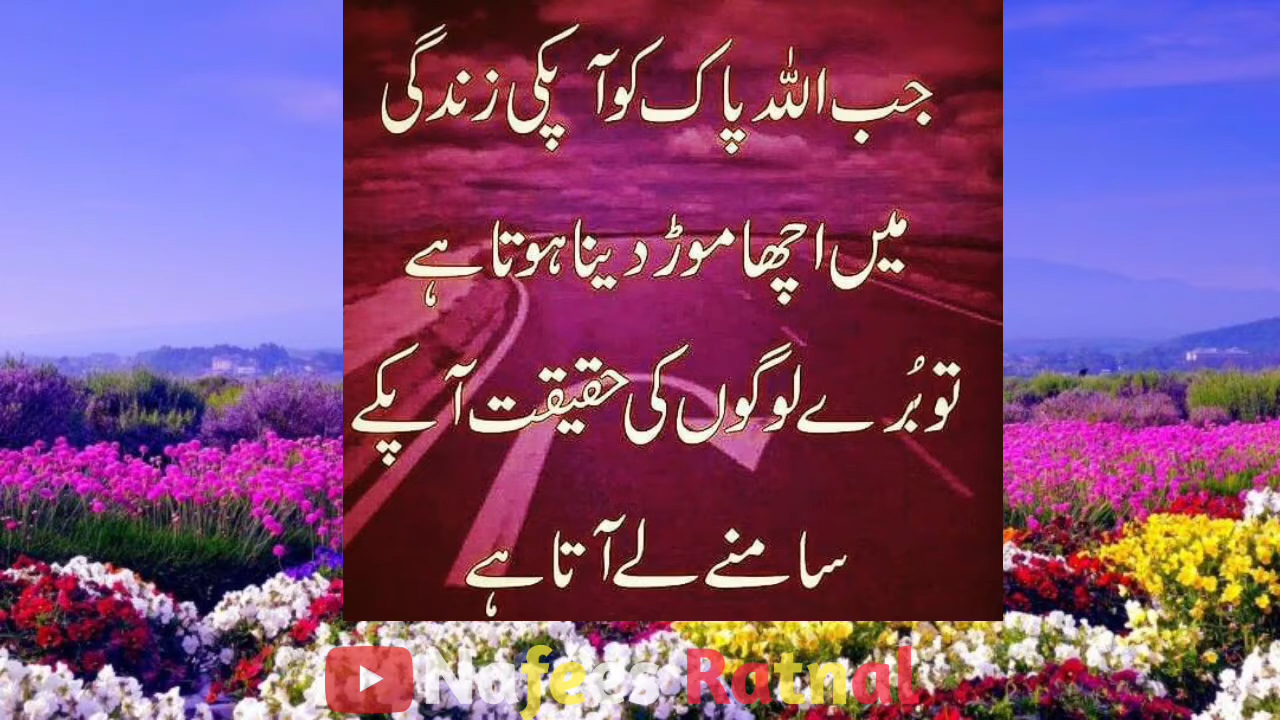 جب اللہ پاک کو آپکی زندگی
میں اچھا موڑ دینا ہوتا ہے
تو بُرے لوگوں کی حقیقت آپکے
سامنے لے آتا ہے
Nafees Ratnal